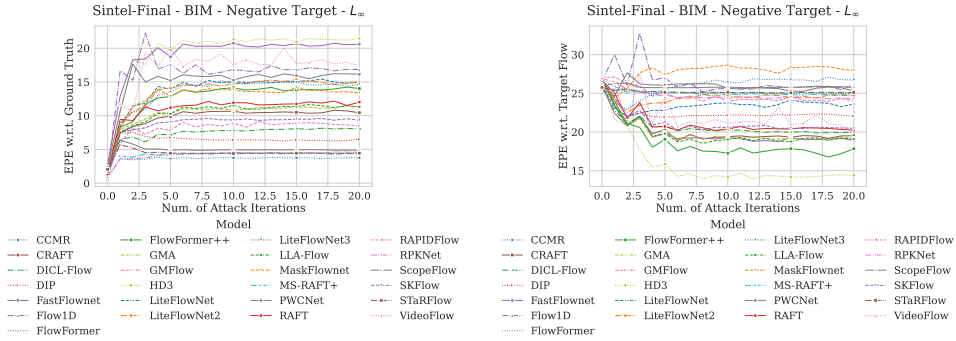 Sintel-Final - BIM - Negative Target - L∞
EPE w.r.t. Ground Truth
20
15
10
5
0
0.0 2.5 5.0 7.5 10.0 12.5 15.0 17.5 20.0
Num. of Attack Iterations
Model
CCMR FlowFormer++ LiteFlowNet3 RAPIDFlow
CRAFT GMA LLA-Flow RPKNet
DICL-Flow GMFlow MaskFlownet ScopeFlow
DIP HD3 MS-RAFT+ SKFlow
FastFlownet LiteFlowNet PWCNet STaRFlow
Flow1D LiteFlowNet2 RAFT VideoFlow
FlowFormer
Sintel-Final - BIM - Negative Target - L∞
EPE w.r.t. Target Flow
30
25
20
15
0.0 2.5 5.0 7.5 10.0 12.5 15.0 17.5 20.0
Num. of Attack Iterations
Model
CCMR FlowFormer++ LiteFlowNet3 RAPIDFlow
CRAFT GMA LLA-Flow RPKNet
DICL-Flow GMFlow MaskFlownet ScopeFlow
DIP HD3 MS-RAFT+ SKFlow
FastFlownet LiteFlowNet PWCNet STaRFlow
Flow1D LiteFlowNet2 RAFT VideoFlow
FlowFormer